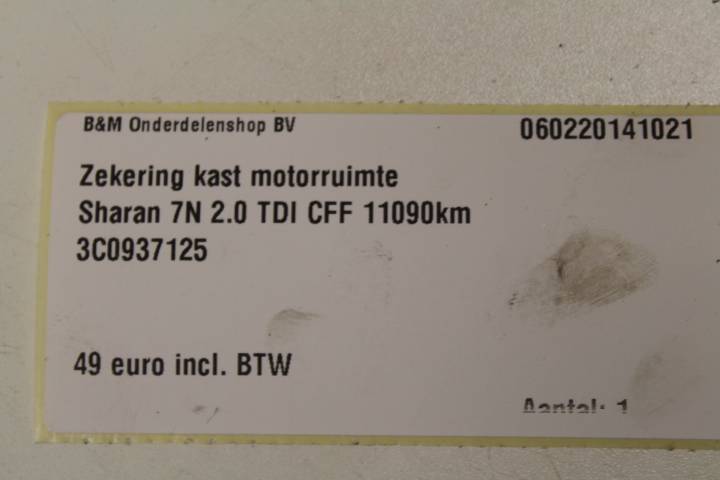 B&M Onderdelenshop BV
060220141021
Zekering kast motorruimte
Sharan 7N 2.0 TDI CFF 11090km
3C0937125
49 euro incl. BTW
Aantal: 1